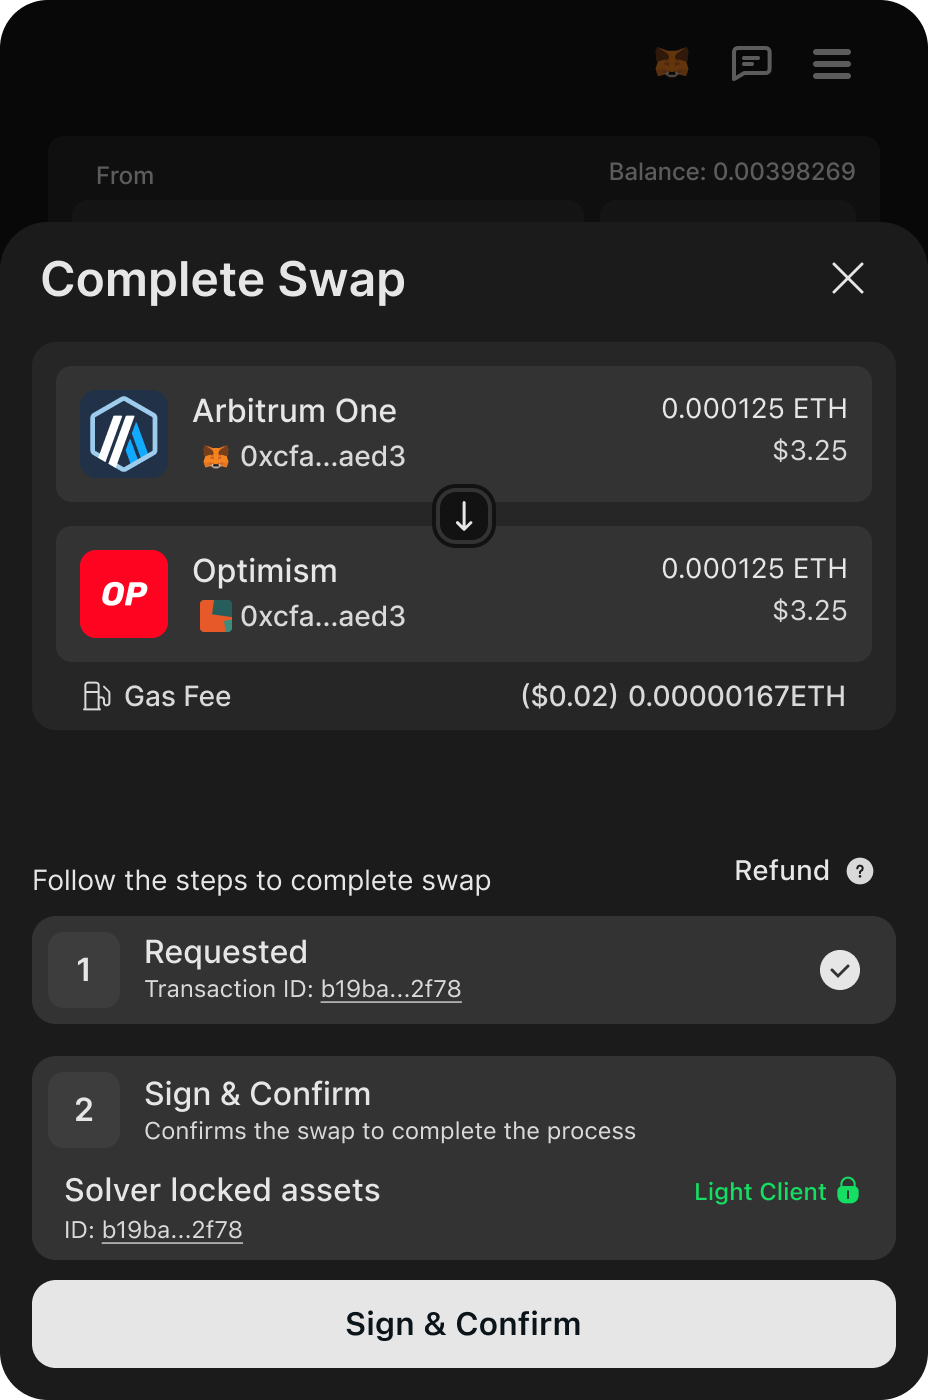 From
Balance: 0.00398269
Complete Swap
Arbitrum One
0.000125 ETH
0xcfa...aed3
$3.25
OP
Optimism
0.000125 ETH
0xcfa...aed3
$3.25
Gas Fee
($0.02) 0.00000167ETH
Follow the steps to complete swap
Refund ?
1
Requested
Transaction ID: b19ba...2f78
2
Sign & Confirm
Confirms the swap to complete the process
Solver locked assets
Light Client
ID: b19ba...2f78
Sign & Confirm